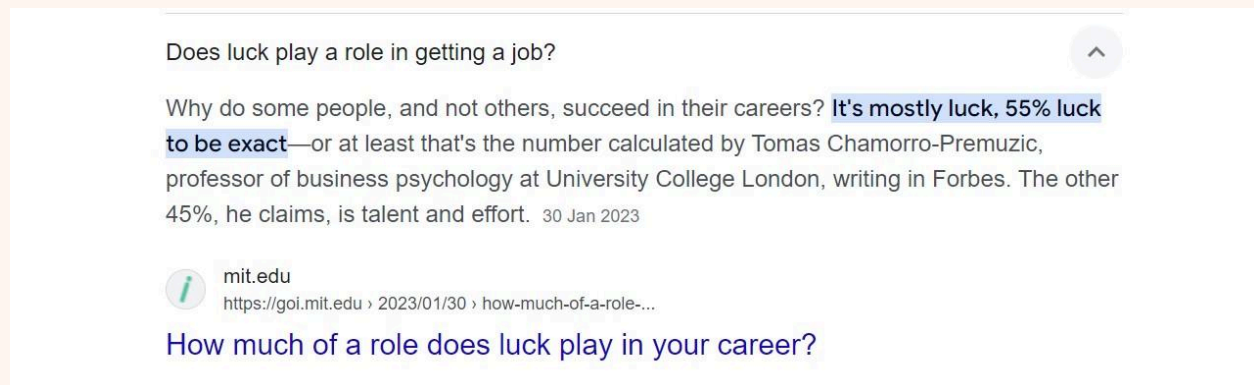 Does luck play a role in getting a job?
Why do some people, and not others, succeed in their careers? It's mostly luck, 55% luck
to be exact—or at least that's the number calculated by Tomas Chamorro-Premuzic,
professor of business psychology at University College London, writing in Forbes. The other
45%, he claims, is talent and effort. 30 Jan 2023
i
mit.edu
https://goi.mit.edu › 2023/01/30 › how-much-of-a-role-...
How much of a role does luck play in your career?